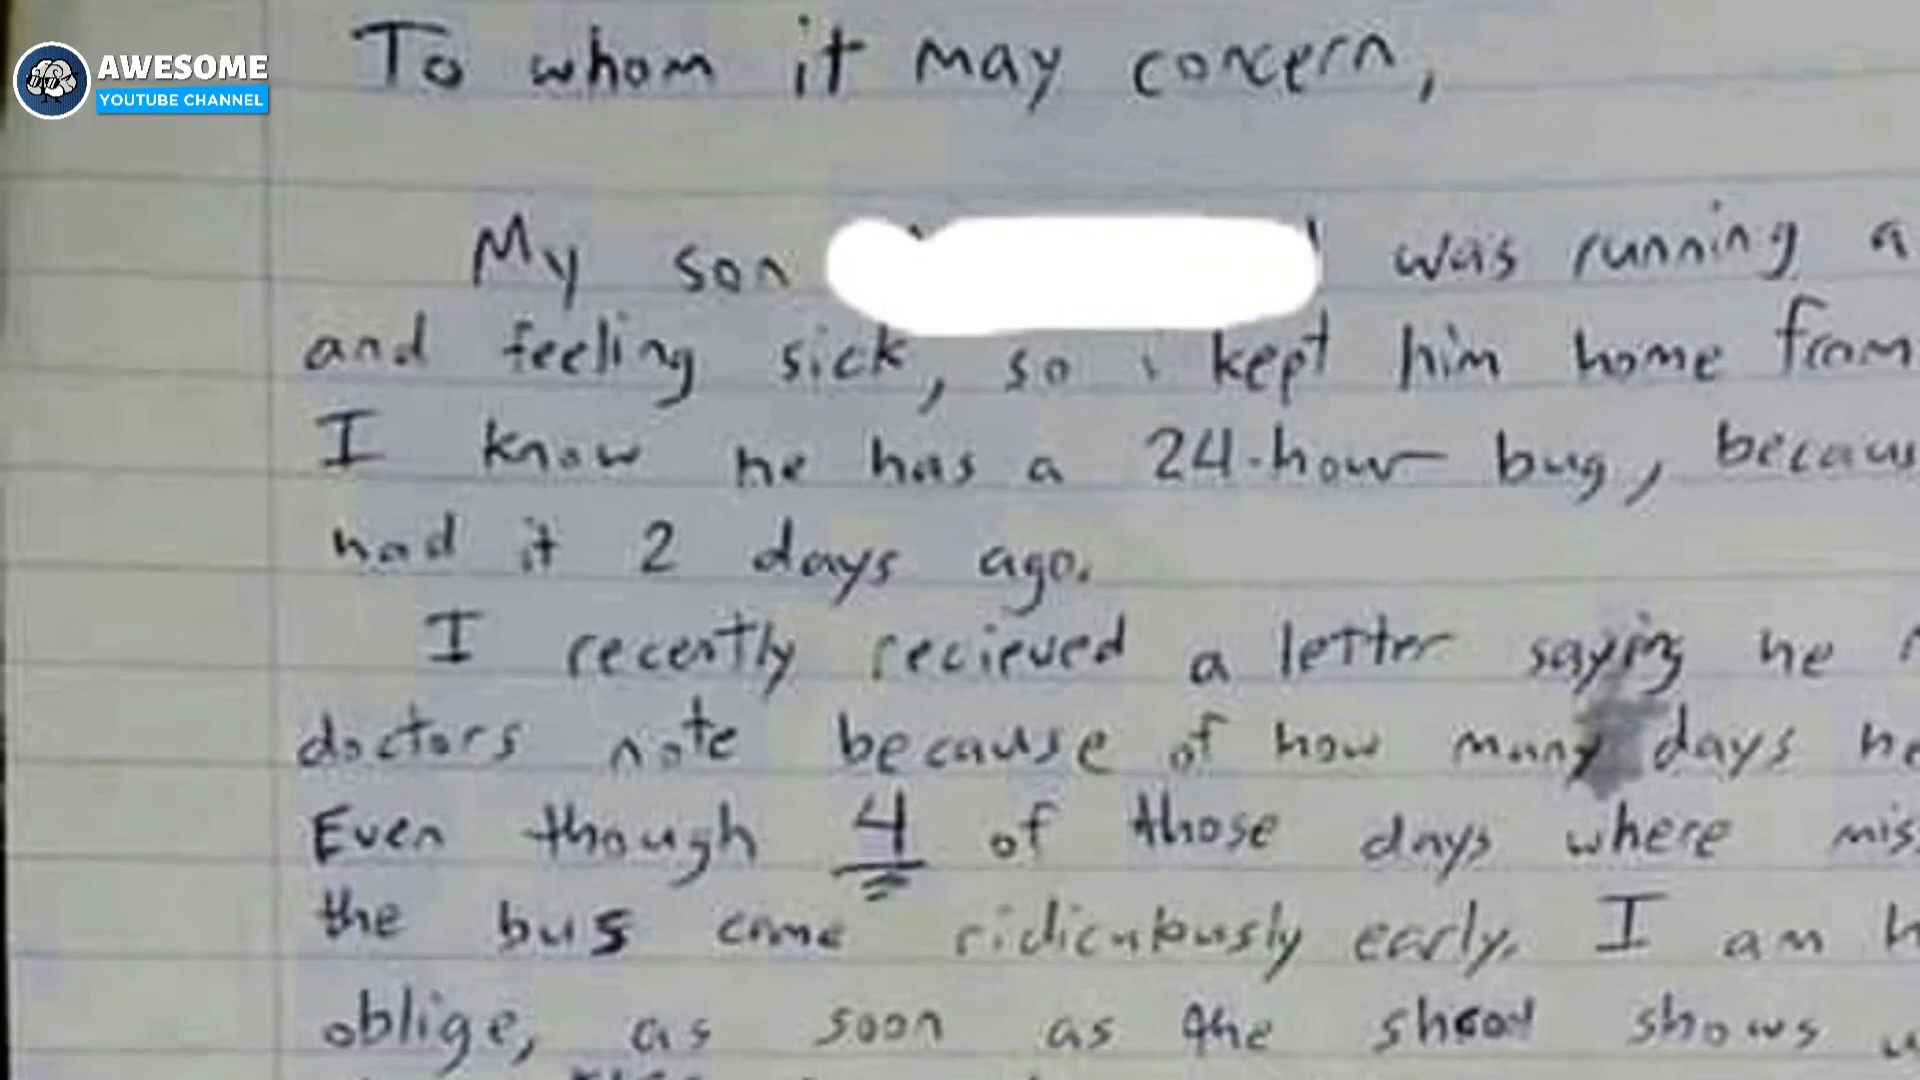 AWESOME
YOUTUBE CHANNEL
To whom it may concern,
My son was running a
and feeling sick, so i kept him home from
I know he has a 24-hour bug, becaus
had it 2 days ago.
I recently recieved a letter saying he
doctors note because of how many days he
Even though 4 of those days where mis
the bus came early. I am h
oblige, as soon as the shows